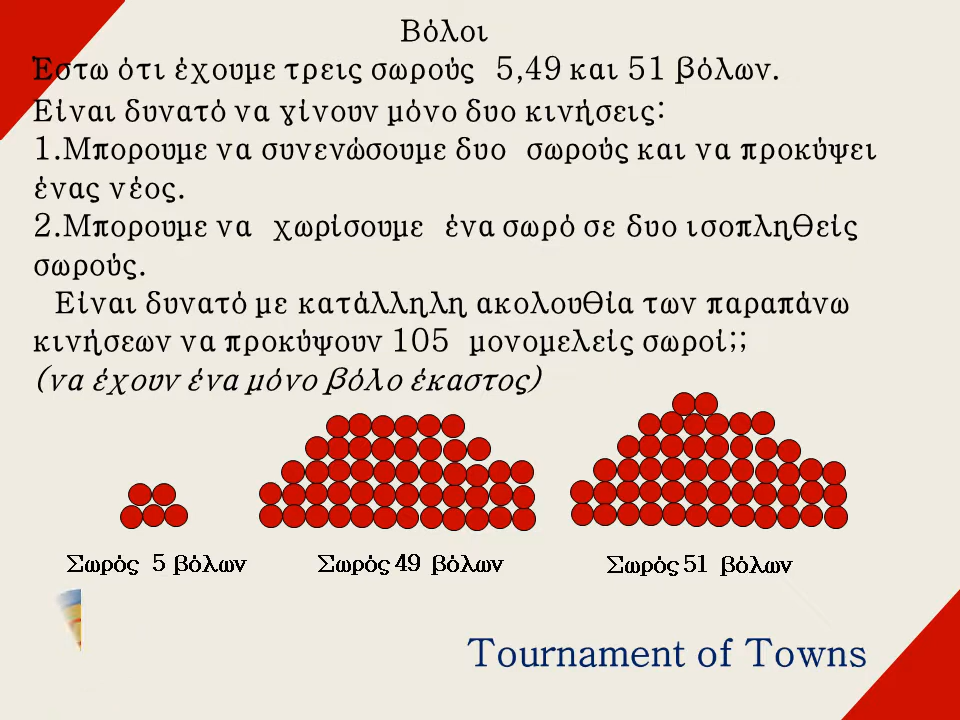 Βόλοι
Έστω ότι έχουμε τρεις σωρούς 5,49 και 51 βόλων.
Είναι δυνατό να γίνουν μόνο δυο κινήσεις:
1.Μπορουμε να συνενώσουμε δυο σωρούς και να προκύψει
ένας νέος.
2.Μπορουμε να χωρίσουμε ένα σωρό σε δυο ισοπληθείς
σωρούς.
Είναι δυνατό με κατάλληλη ακολουθία των παραπάνω
κινήσεων να προκύψουν 105 μονομελείς σωροί;;
(να έχουν ένα μόνο βόλο έκαστος)
Σωρός 5 βόλων
Σωρός 49 βόλων
Σωρός 51 βόλων
Tournament of Towns